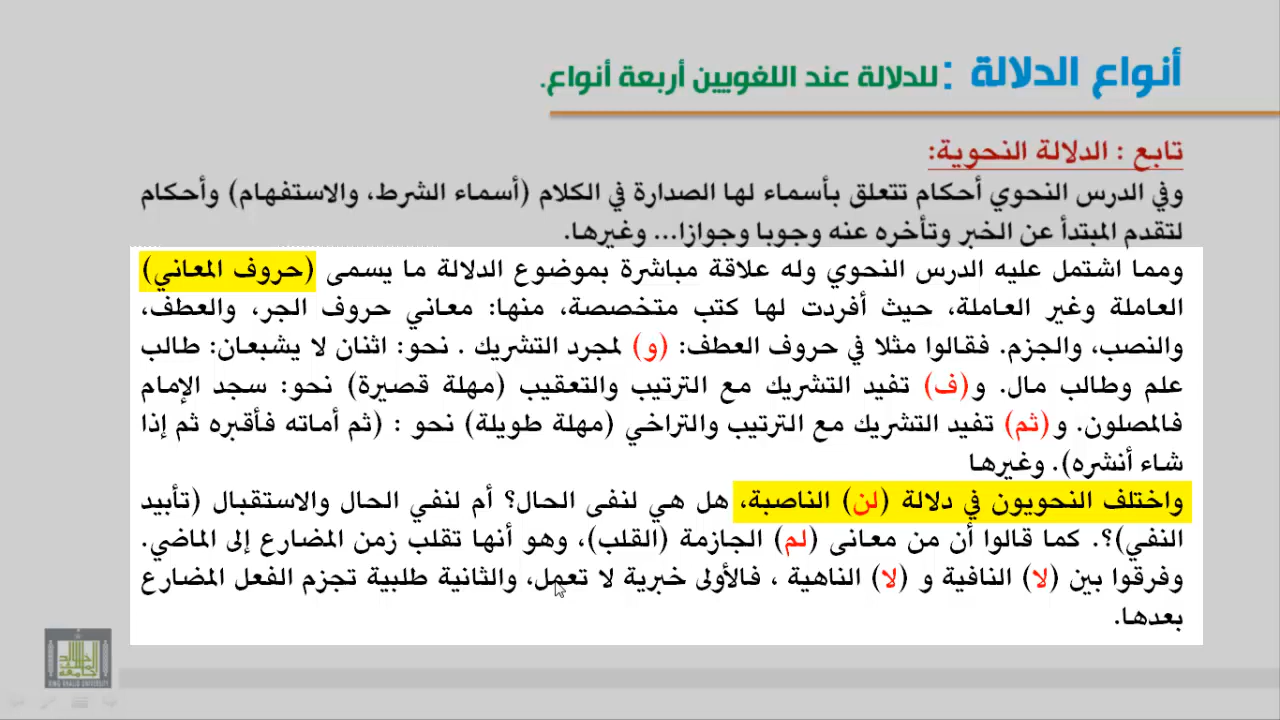 أنواع الدلالة : للدلالة عند اللغويين أربعة أنواع.
تابع : الدلالة النحوية:
وفي الدرس النحوي أحكام تتعلق بأسماء لها الصدارة في الكلام (أسماء الشرط، والاستفهام) وأحكام
لتقدم المبتدأ عن الخبر وتأخره عنه وجوبا وجوازا... وغيرها.
ومما اشتمل عليه الدرس النحوي وله علاقة مباشرة بموضوع الدلالة ما يسمى (حروف المعاني)
العاملة وغير العاملة، حيث أفردت لها كتب متخصصة، منها: معاني حروف الجر، والعطف،
والنصب، والجزم. فقالوا مثلا في حروف العطف: (و) لمجرد التشريك . نحو: اثنان لا يشبعان: طالب
علم وطالب مال. و(ف) تفيد التشريك مع الترتيب والتعقيب (مهلة قصيرة) نحو: سجد الإمام
فالمصلون. و(ثم) تفيد التشريك مع الترتيب والتراخي (مهلة طويلة) نحو : (ثم أماته فأقبره ثم إذا
شاء أنشره). وغيرها
واختلف النحويون في دلالة (لن) الناصبة، هل هي لنفى الحال؟ أم لنفي الحال والاستقبال (تأبيد
النفي)؟. كما قالوا أن من معانى (لم) الجازمة (القلب)، وهو أنها تقلب زمن المضارع إلى الماضي.
وفرقوا بين (لا) النافية و (لا) الناهية ، فالأولى خبرية لا تعمل، والثانية طلبية تجزم الفعل المضارع
بعدها.
KING KHALID UNIVERSITY